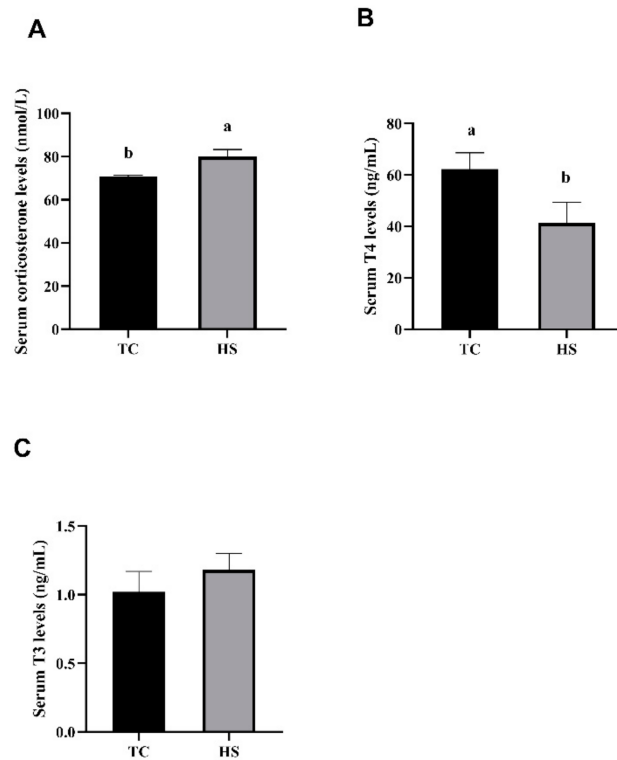 A
Serum corticosterone levels (nmol/L)
100
80
60
40
20
0
b
a
TC
HS
B
Serum T4 levels (ng/mL)
80
60
40
20
0
a
b
TC
HS
C
Serum T3 levels (ng/mL)
1.5
1.0
0.5
0.0
TC
HS